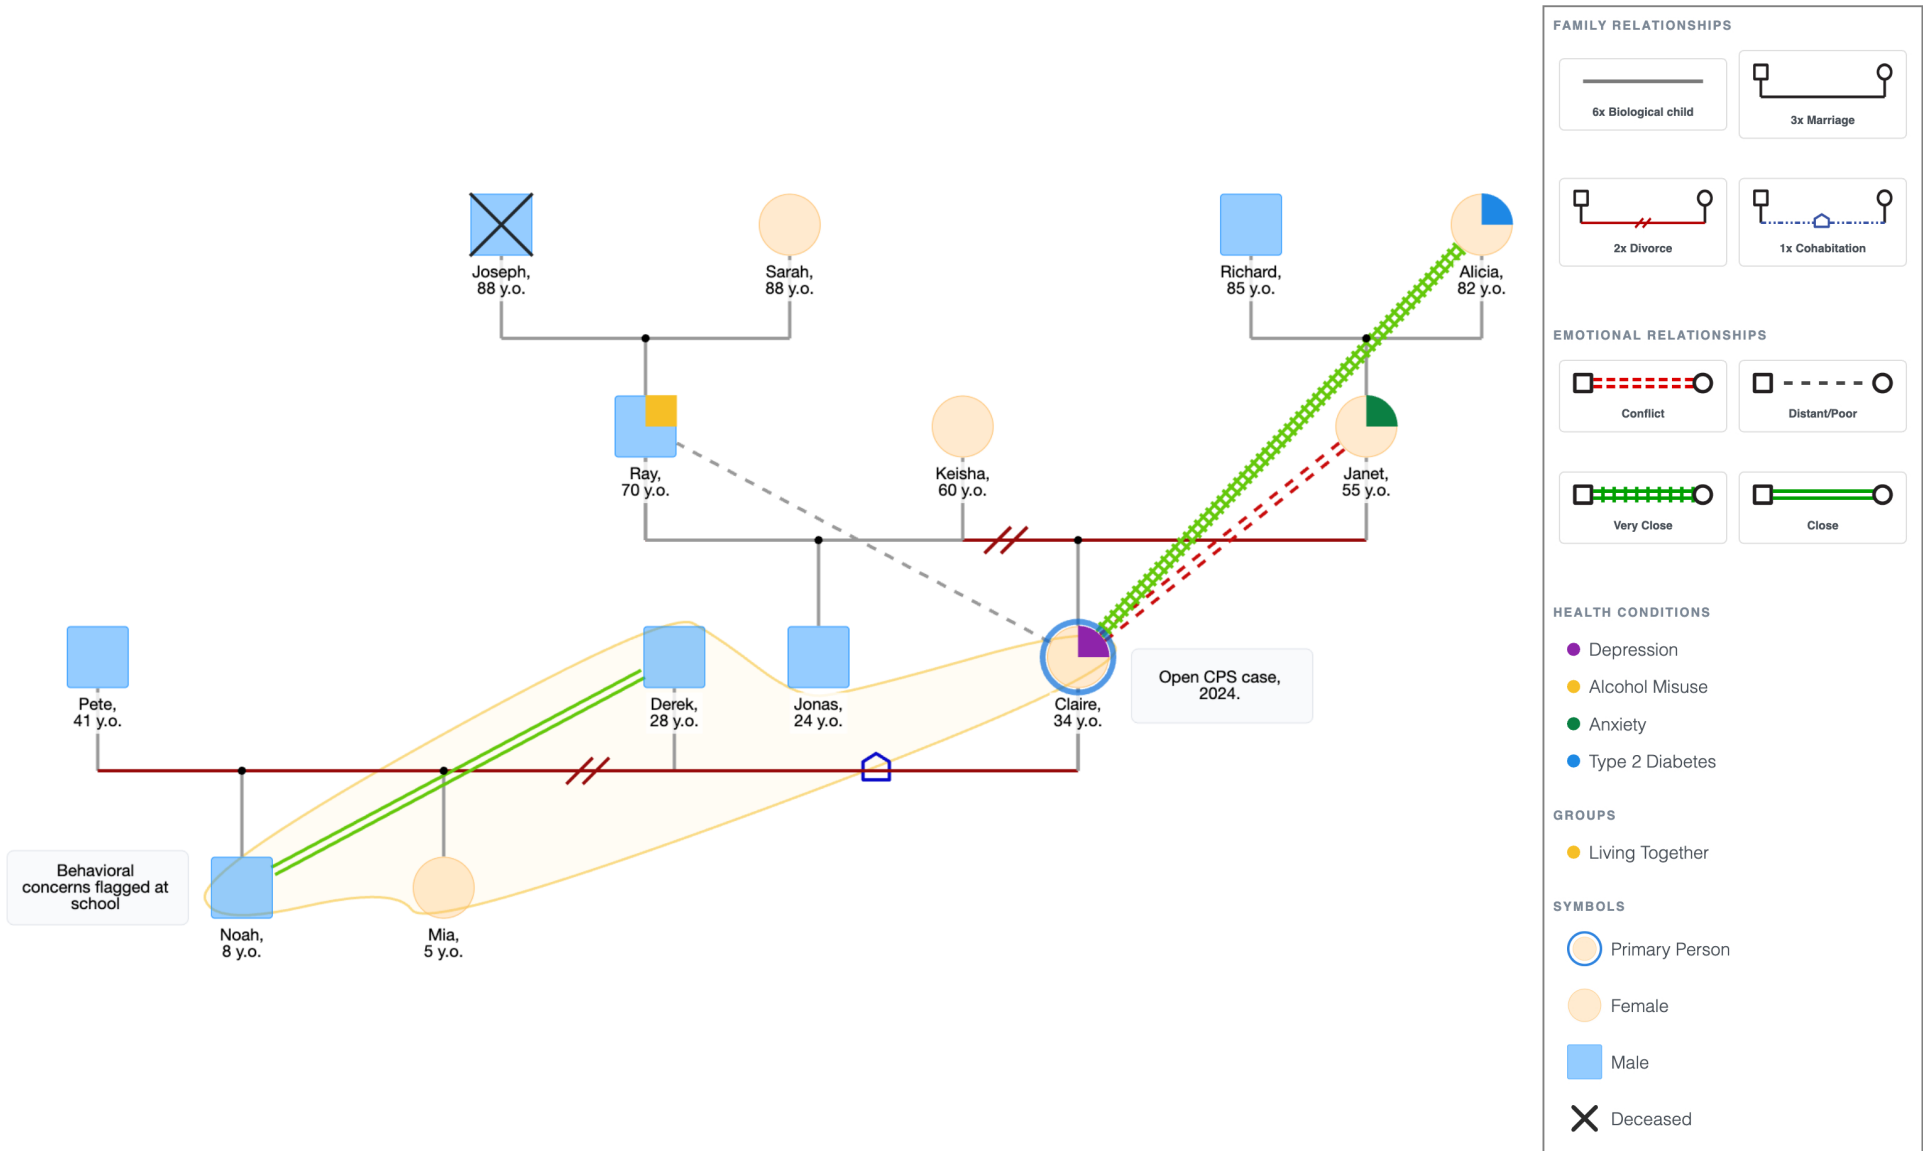 Joseph,
88 y.o.
Sarah,
88 y.o.
Richard,
85 y.o.
Alicia,
82 y.o.
Ray,
70 y.o.
Keisha,
60 y.o.
Janet,
55 y.o.
Pete,
41 y.o.
Derek,
28 y.o.
Jonas,
24 y.o.
Claire,
34 y.o.
Open CPS case,
2024.
Behavioral
concerns flagged at
school
Noah,
8 y.o.
Mia,
5 y.o.
FAMILY RELATIONSHIPS
6x Biological child
3x Marriage
2x Divorce
1x Cohabitation
EMOTIONAL RELATIONSHIPS
Conflict
Distant/Poor
Very Close
Close
HEALTH CONDITIONS
Depression
Alcohol Misuse
Anxiety
Type 2 Diabetes
GROUPS
Living Together
SYMBOLS
Primary Person
Female
Male
Deceased